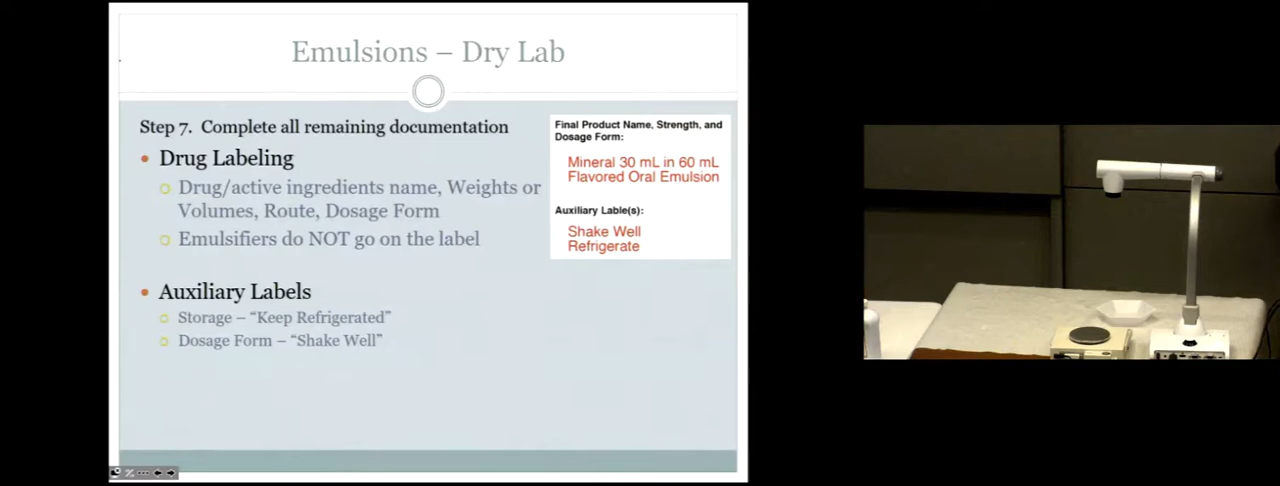 Emulsions – Dry Lab
Step 7. Complete all remaining documentation
Drug Labeling
Drug/active ingredients name, Weights or
Volumes, Route, Dosage Form
Emulsifiers do NOT go on the label
Auxiliary Labels
Storage – “Keep Refrigerated”
Dosage Form – “Shake Well”
Final Product Name, Strength, and
Dosage Form:
Mineral 30 mL in 60 mL
Flavored Oral Emulsion
Auxiliary Lable(s):
Shake Well
Refrigerate